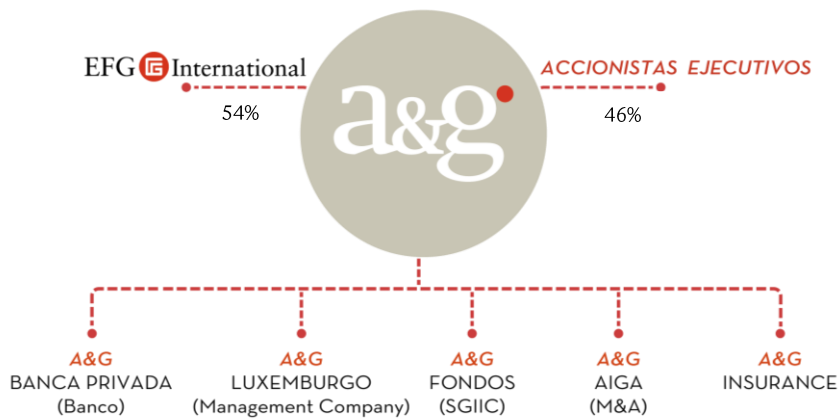 EFG International
54%
a&g
ACCIONISTAS EJECUTIVOS
46%
A&G
BANCA PRIVADA
(Banco)
A&G
LUXEMBURGO
(Management Company)
A&G
FONDOS
(SGIIC)
A&G
AIGA
(M&A)
A&G
INSURANCE